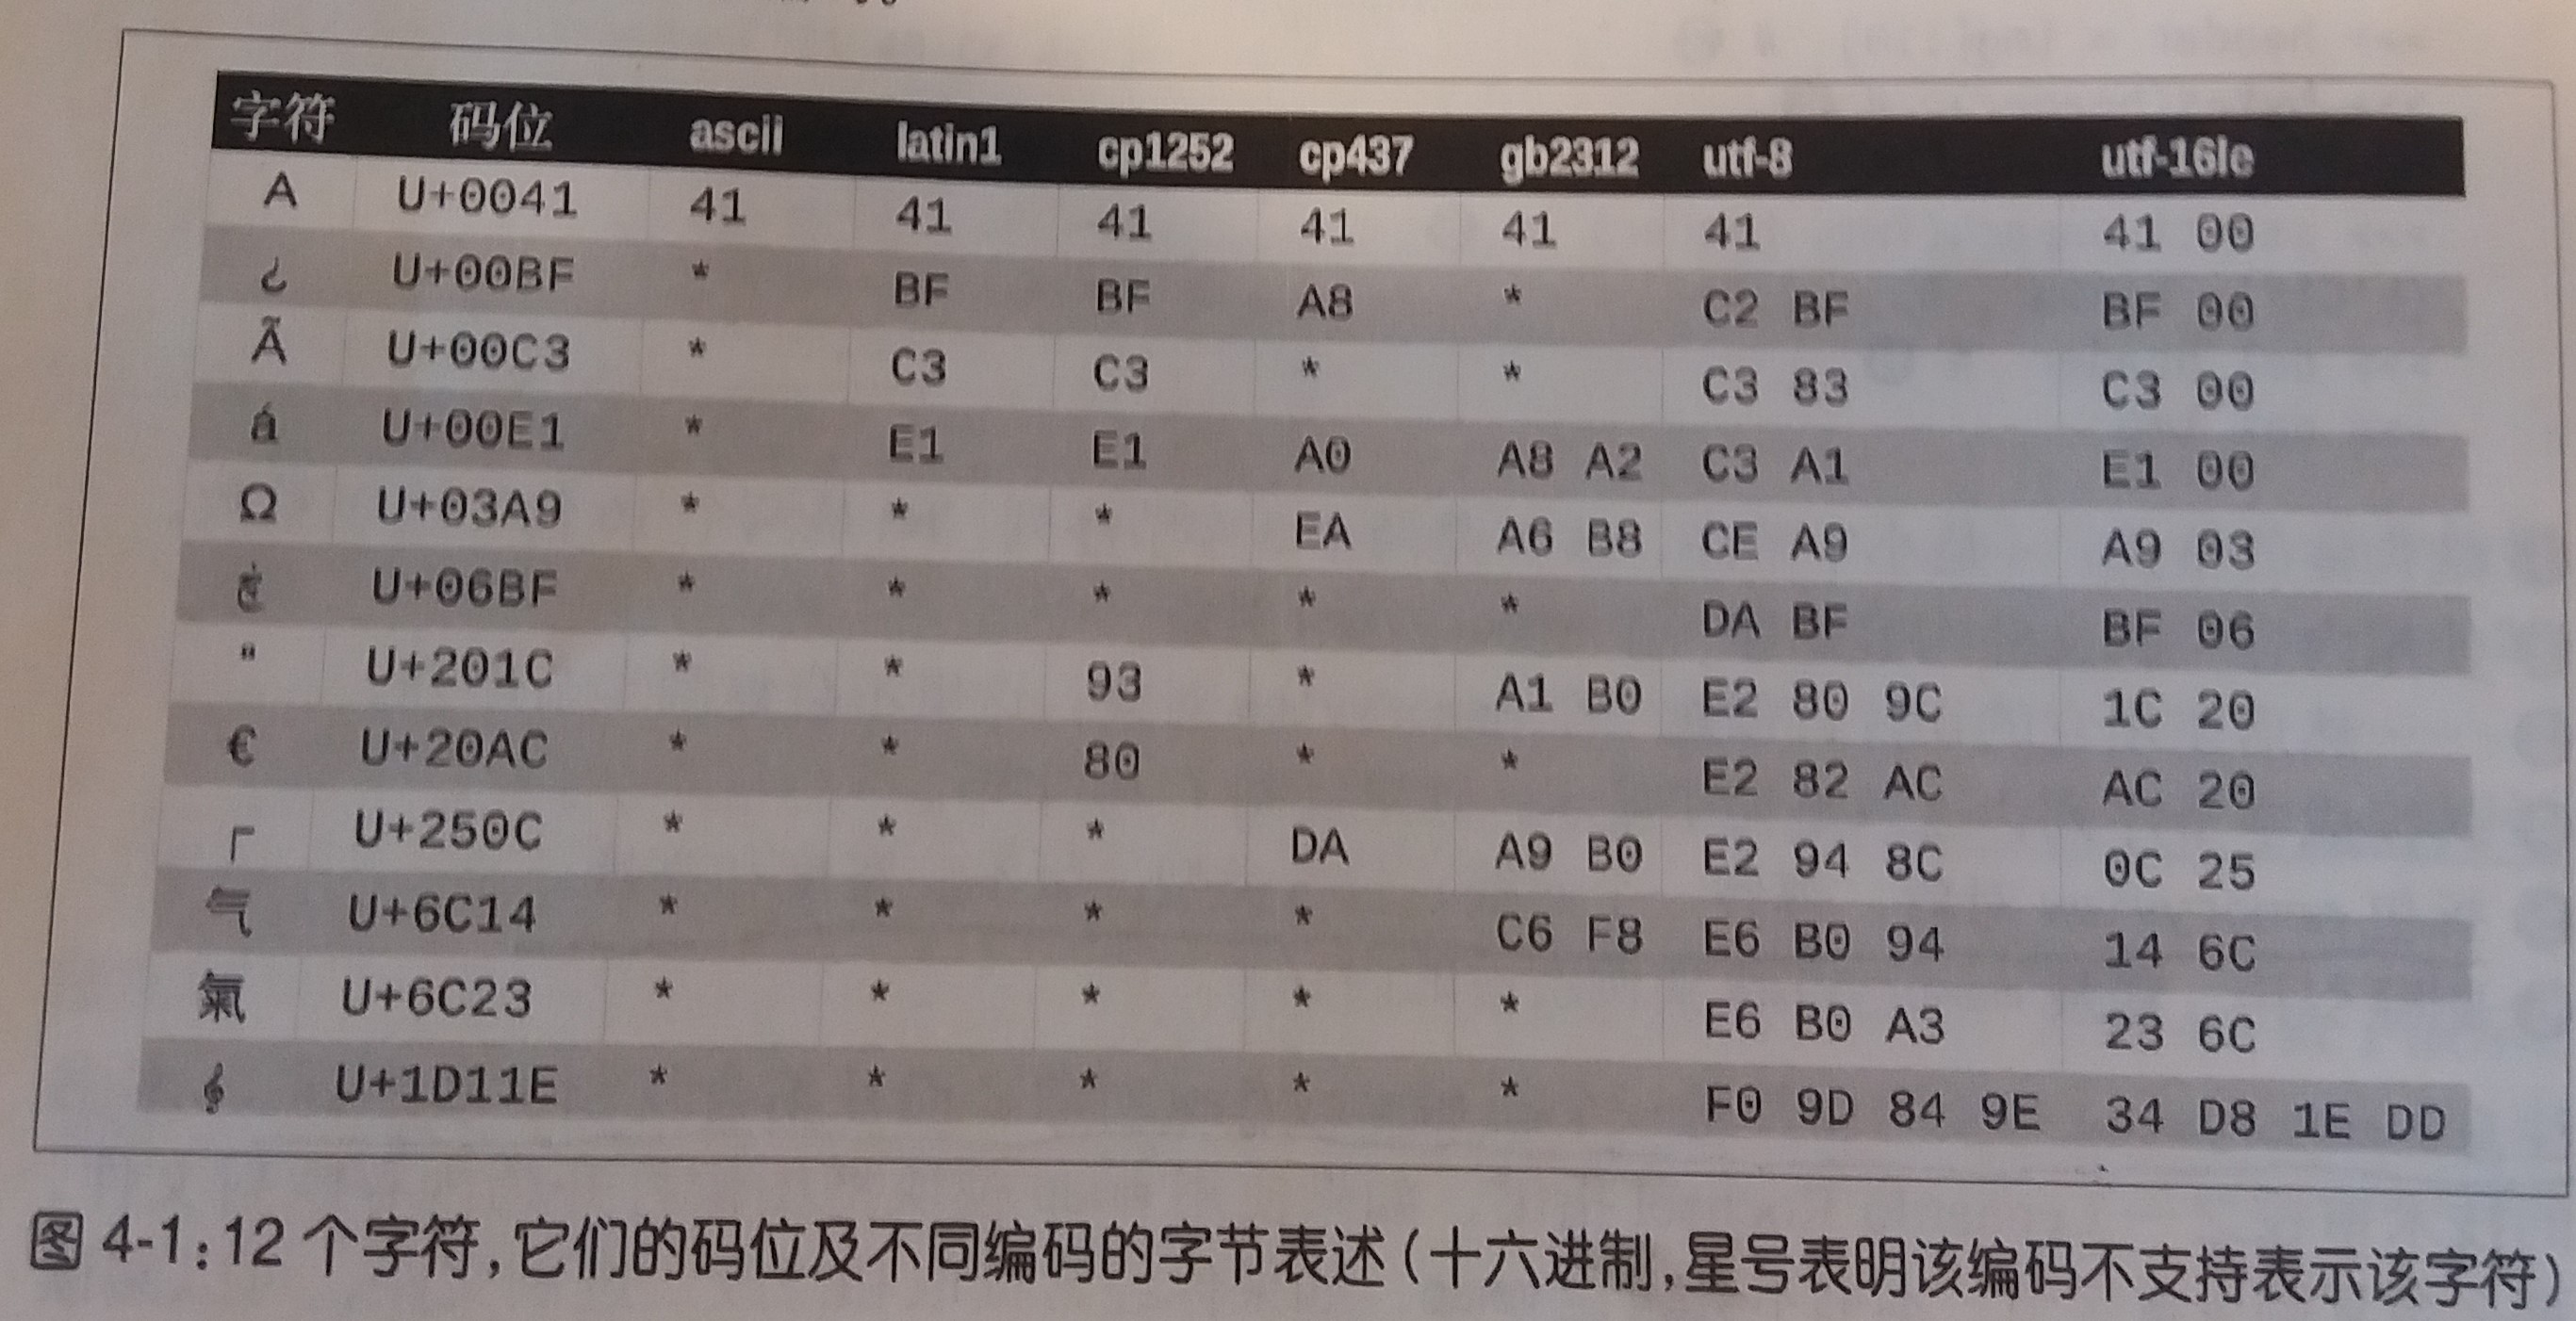 字符 码位 ascii latin1 cp1252 cp437 gb2312 utf-8 utf-16le
A U+0041 41 41 41 41 41 41 41 00
¿ U+00BF * BF BF A8 * C2 BF BF 00
Ã U+00C3 * C3 C3 * * C3 83 C3 00
á U+00E1 * E1 E1 A0 A8 A2 C3 A1 E1 00
Ω U+03A9 * * * EA A6 B8 CE A9 A9 03
ڿ U+06BF * * * * * DA BF BF 06
“ U+201C * * 93 * A1 B0 E2 80 9C 1C 20
€ U+20AC * * 80 * * E2 82 AC AC 20
┌ U+250C * * * DA A9 B0 E2 94 8C 0C 25
气 U+6C14 * * * * C6 F8 E6 B0 94 14 6C
氣 U+6C23 * * * * * E6 B0 A3 23 6C
𝄞 U+1D11E * * * * * F0 9D 84 9E 34 D8 1E DD
图 4-1：12 个字符，它们的码位及不同编码的字节表述（十六进制，星号表明该编码不支持表示该字符）